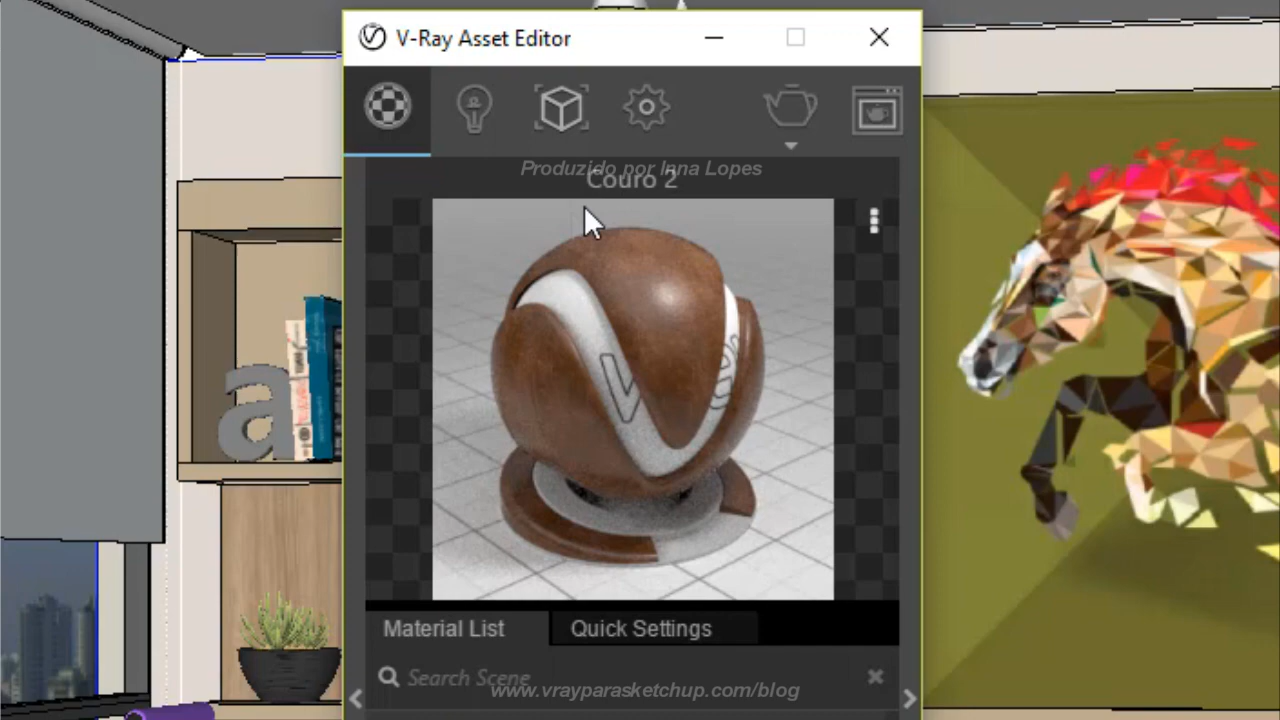 V-Ray Asset Editor
Produzido por Inna Lopes
Couro 2
V
a
Material List
Quick Settings
Search Scene
www.vrayparasketchup.com/blog